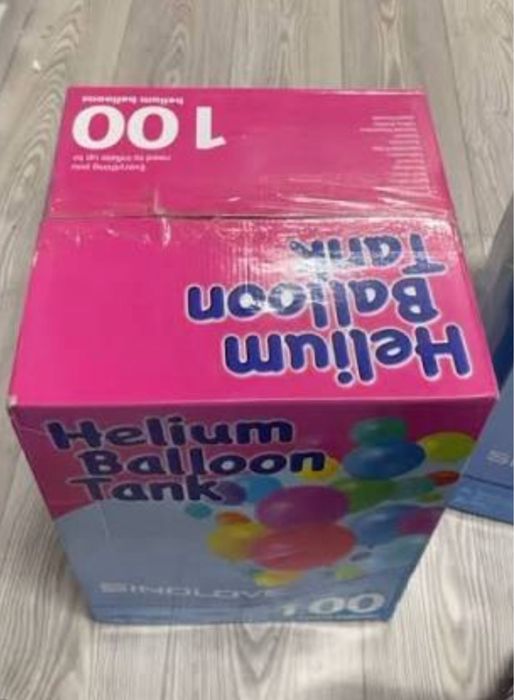 100
helium balloons
Everything you
need to inflate up to
Helium
Balloon
Tank
Helium
Balloon
Tank
SINOLOVE
100
S